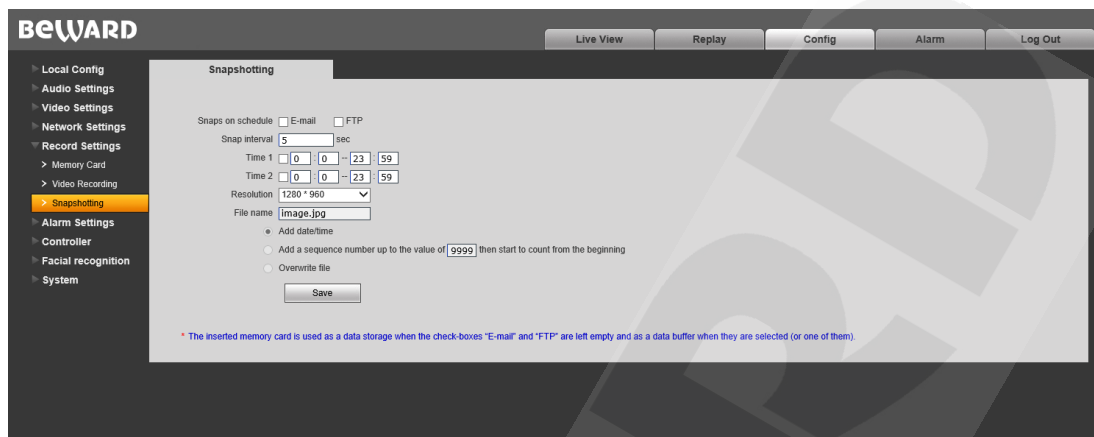 BEWARD
Live View Replay Config Alarm Log Out
Local Config
Audio Settings
Video Settings
Network Settings
Record Settings
> Memory Card
> Video Recording
> Snapshotting
Alarm Settings
Controller
Facial recognition
System
Snapshotting
Snaps on schedule E-mail FTP
Snap interval 5 sec
Time 1 0 : 0 -- 23 : 59
Time 2 0 : 0 -- 23 : 59
Resolution 1280 * 960
File name image.jpg
Add date/time
Add a sequence number up to the value of 9999 then start to count from the beginning
Overwrite file
Save
* The inserted memory card is used as a data storage when the check-boxes "E-mail" and "FTP" are left empty and as a data buffer when they are selected (or one of them).